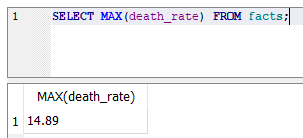 1 SELECT MAX(death_rate) FROM facts;
MAX(death_rate)
1 14.89